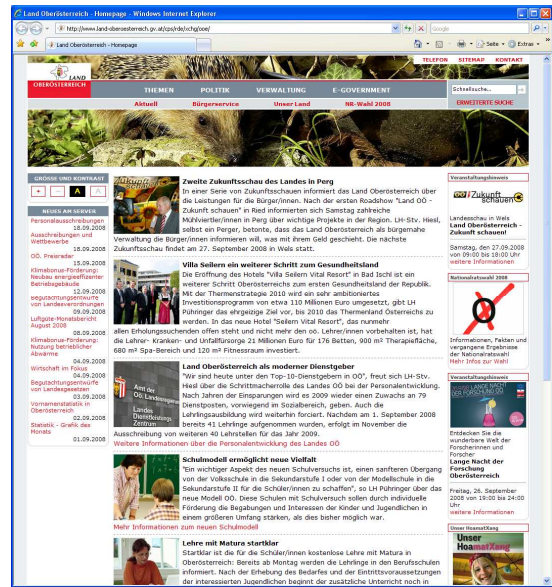 Land Oberösterreich - Homepage - Windows Internet Explorer
http://www.land-oberoesterreich.gv.at/cps/rde/xchg/ooe/
Google
Land Oberösterreich - Homepage
Seite
Extras
TELEFON SITEMAP KONTAKT
LAND
OBERÖSTERREICH
THEMEN POLITIK VERWALTUNG E-GOVERNMENT
Schnellsuche...
Aktuell Bürgerservice Unser Land NR-Wahl 2008
ERWEITERTE SUCHE
GRÖSSE UND KONTRAST
+ - A A
NEUES AM SERVER
Personalausschreibungen
18.09.2008
Ausschreibungen und
Wettbewerbe
18.09.2008
OÖ. Preisrader
15.09.2008
Klimabonus-Förderung:
Neubau energieeffizienter
Betriebsgebäude
12.09.2008
Begutachtungsentwürfe
von Landesverordnungen
09.09.2008
Luftgüte-Monatsbericht
August 2008
08.09.2008
Klimabonus-Förderung:
Nutzung betrieblicher
Abwärme
04.09.2008
Wirtschaft im Fokus
04.09.2008
Begutachtungsentwürfe
von Landesgesetzen
03.09.2008
Vornamenstatistik in
Oberösterreich
02.09.2008
Statistik - Grafik des
Monats
01.09.2008
Zweite Zukunftsschau des Landes in Perg
In einer Serie von Zukunftsschauen informiert das Land Oberösterreich über
die Leistungen für die Bürger/innen. Nach der ersten Roadshow "Land OÖ -
Zukunft schauen" in Ried informierten sich Samstag zahlreiche
Mühlviertler/innen in Perg über wichtige Projekte in der Region. LH-Stv. Hiesl,
selbst ein Perger, betonte, dass das Land Oberösterreich als bürgernahe
Verwaltung die Bürger/innen informieren will, was mit ihrem Geld geschieht. Die nächste
Zukunftsschau findet am 27. September 2008 in Wels statt.
Villa Seilern ein weiterer Schritt zum Gesundheitsland
Die Eröffnung des Hotels "Villa Seilern Vital Resort" in Bad Ischl ist ein
weiterer Schritt Oberösterreich zum ersten Gesundheitsland der Republik.
Mit der Thermenstrategie 2010 wird ein sehr ambitioniertes
Investitionsprogramm von etwa 110 Millionen Euro umgesetzt, gibt LH
Pühringer das ehrgeizige Ziel vor, bis 2010 das Thermenland Österreichs zu
werden. In das neue Hotel "Seilern Vital Resort", das nunmehr
allen Erholungssuchenden offen steht und nicht mehr den oö. Lehrer/innen vorbehalten ist, hat
die Lehrer- Kranken- und Unfallfürsorge 21 Millionen Euro für 176 Betten, 900 m² Therapiefläche,
680 m² Spa-Bereich und 120 m² Fitnessraum investiert.
Amt der
Oö. Landesregierung
Landes
Dienstleistungs-
Zentrum
Land Oberösterreich als moderner Dienstgeber
"Wir sind heute unter den Top-10-Dienstgebern in OÖ", freut sich LH-Stv.
Hiesl über die Schrittmacherrolle des Landes OÖ bei der Personalentwicklung.
Nach Jahren der Einsparungen wird es 2009 wieder einen Zuwachs an 79
Dienstposten, vorwiegend im Sozialbereich, geben. Auch die
Lehrlingsausbildung wird weiterhin forciert. Nachdem am 1. September 2008
bereits 41 Lehrlinge aufgenommen wurden, erfolgt im November die
Ausschreibung von weiteren 40 Lehrstellen für das Jahr 2009.
Weitere Informationen über die Personalentwicklung des Landes OÖ
Schulmodell ermöglicht neue Vielfalt
"Ein wichtiger Aspekt des neuen Schulversuchs ist, einen sanfteren Übergang
von der Volksschule in die Sekundarstufe I oder von der Modellschule in die
Sekundarstufe II für die Schüler/innen zu schaffen", so LH Pühringer über das
neue Modell OÖ. Diese Schulen mit Schulversuch sollen durch individuelle
Förderung die Begabungen und Interessen der Kinder und Jugendlichen in
einem größeren Umfang stärken, als dies bisher möglich war.
Mehr Informationen zum neuen Schulmodell
Lehre mit Matura startklar
Startklar ist die für die Schüler/innen kostenlose Lehre mit Matura in
Oberösterreich: Bereits ab Montag werden die Lehrlinge in den Berufsschulen
informiert. Nach der Erhebung des Bedarfes und der Eintrittsvoraussetzungen
der interessierten Jugendlichen beginnt der zusätzliche Unterricht noch in
Veranstaltungshinweis
Zukunft
schauen
Landesschau in Wels
Land Oberösterreich -
Zukunft schauen!
Samstag, den 27.09.2008
von 09:00 bis 18:00 Uhr
weitere Informationen
Nationalratswahl 2008
Informationen, Fakten und
vergangene Ergebnisse
der Nationalratswahl
Mehr Infos zur Wahl!
Veranstaltungshinweis
LANGE NACHT
DER FORSCHUNG
Entdecken Sie die
wunderbare Welt der
Forscherinnen und
Forscher
Lange Nacht der
Forschung
Oberösterreich
Freitag, 26. September
2008 von 19:00 bis 24:00
Uhr
weitere Informationen
Unser HoamatXang
Unser
HoamatXang